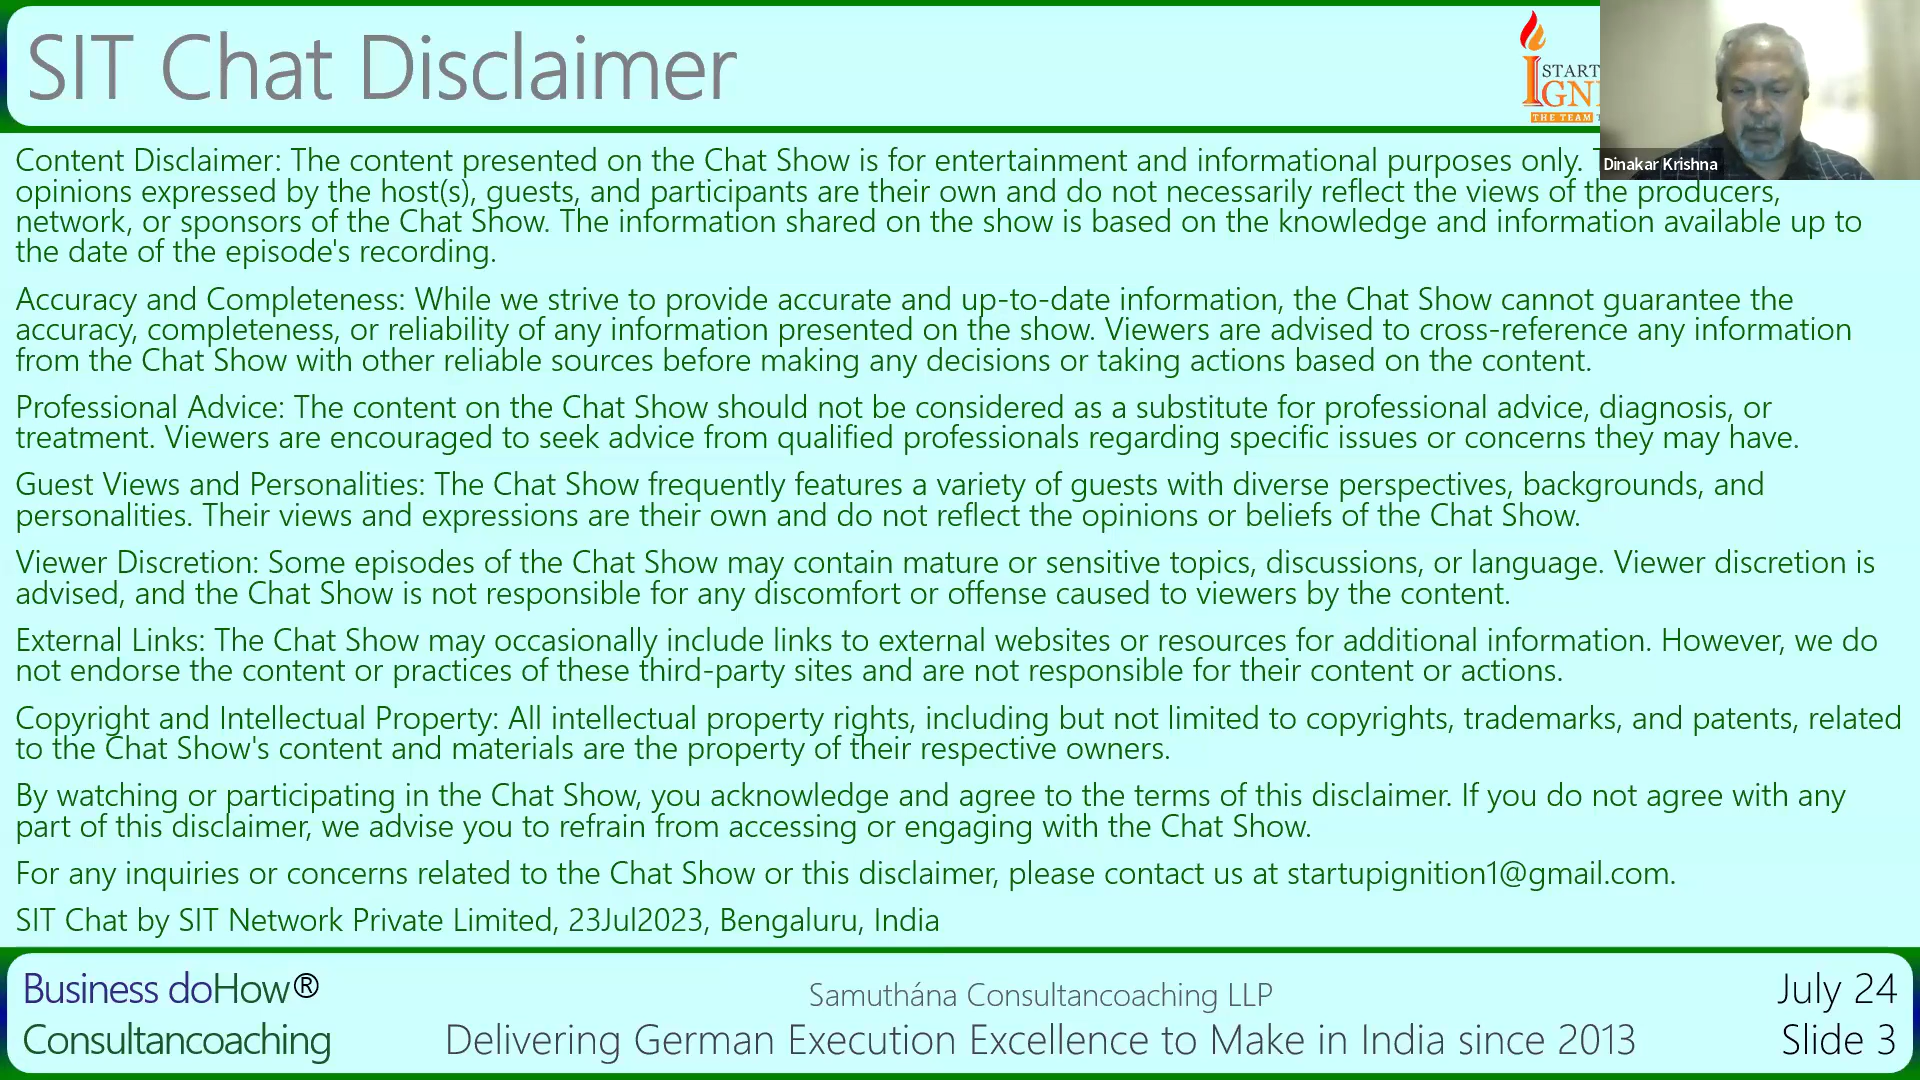 SIT Chat Disclaimer
START
IGNI
THE TEAM
Dinakar Krishna
Content Disclaimer: The content presented on the Chat Show is for entertainment and informational purposes only.
opinions expressed by the host(s), guests, and participants are their own and do not necessarily reflect the views of the producers,
network, or sponsors of the Chat Show. The information shared on the show is based on the knowledge and information available up to
the date of the episode's recording.
Accuracy and Completeness: While we strive to provide accurate and up-to-date information, the Chat Show cannot guarantee the
accuracy, completeness, or reliability of any information presented on the show. Viewers are advised to cross-reference any information
from the Chat Show with other reliable sources before making any decisions or taking actions based on the content.
Professional Advice: The content on the Chat Show should not be considered as a substitute for professional advice, diagnosis, or
treatment. Viewers are encouraged to seek advice from qualified professionals regarding specific issues or concerns they may have.
Guest Views and Personalities: The Chat Show frequently features a variety of guests with diverse perspectives, backgrounds, and
personalities. Their views and expressions are their own and do not reflect the opinions or beliefs of the Chat Show.
Viewer Discretion: Some episodes of the Chat Show may contain mature or sensitive topics, discussions, or language. Viewer discretion is
advised, and the Chat Show is not responsible for any discomfort or offense caused to viewers by the content.
External Links: The Chat Show may occasionally include links to external websites or resources for additional information. However, we do
not endorse the content or practices of these third-party sites and are not responsible for their content or actions.
Copyright and Intellectual Property: All intellectual property rights, including but not limited to copyrights, trademarks, and patents, related
to the Chat Show's content and materials are the property of their respective owners.
By watching or participating in the Chat Show, you acknowledge and agree to the terms of this disclaimer. If you do not agree with any
part of this disclaimer, we advise you to refrain from accessing or engaging with the Chat Show.
For any inquiries or concerns related to the Chat Show or this disclaimer, please contact us at startupignition1@gmail.com.
SIT Chat by SIT Network Private Limited, 23Jul2023, Bengaluru, India
Business doHow®
Consultancoaching
Samuthána Consultancoaching LLP
Delivering German Execution Excellence to Make in India since 2013
July 24
Slide 3